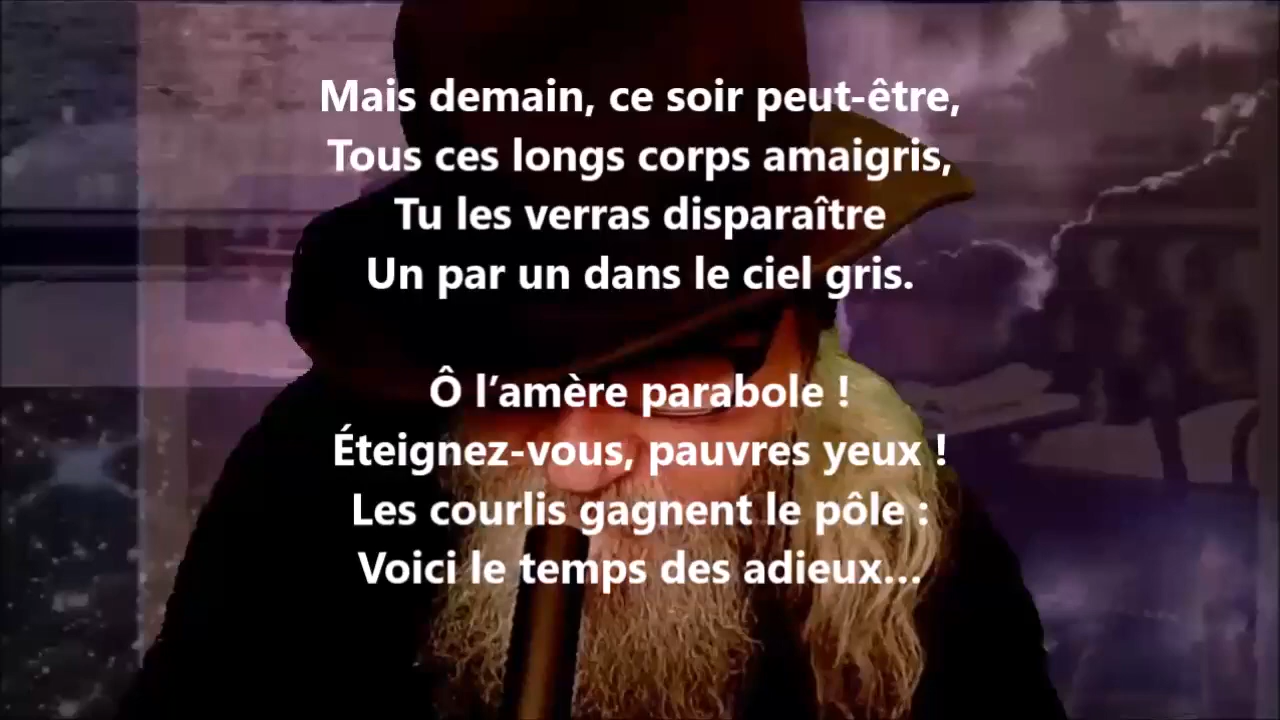 Mais demain, ce soir peut-être,
Tous ces longs corps amaigris,
Tu les verras disparaître
Un par un dans le ciel gris.
Ô l’amère parabole !
Éteignez-vous, pauvres yeux !
Les courlis gagnent le pôle :
Voici le temps des adieux…